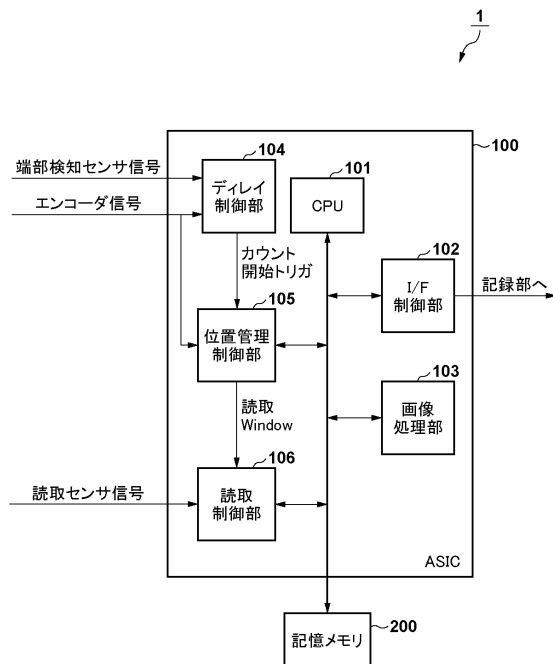 1
100
端部検知センサ信号
104
ディレイ
制御部
101
CPU
エンコーダ信号
カウント
開始トリガ
102
I/F
制御部
記録部へ
105
位置管理
制御部
103
画像
処理部
読取
Window
106
読取
制御部
読取センサ信号
ASIC
200
記憶メモリ